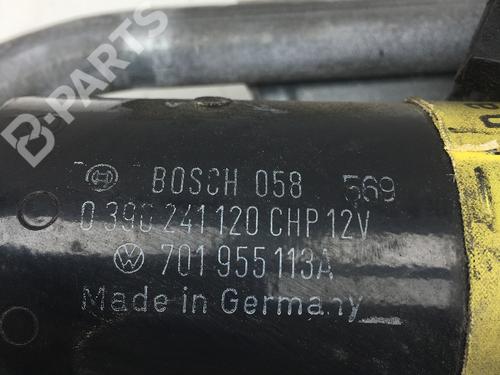 B-PARTS
BOSCH 058 569
0 390 241 120 CHP 12V
701 955 113A
Made in Germany